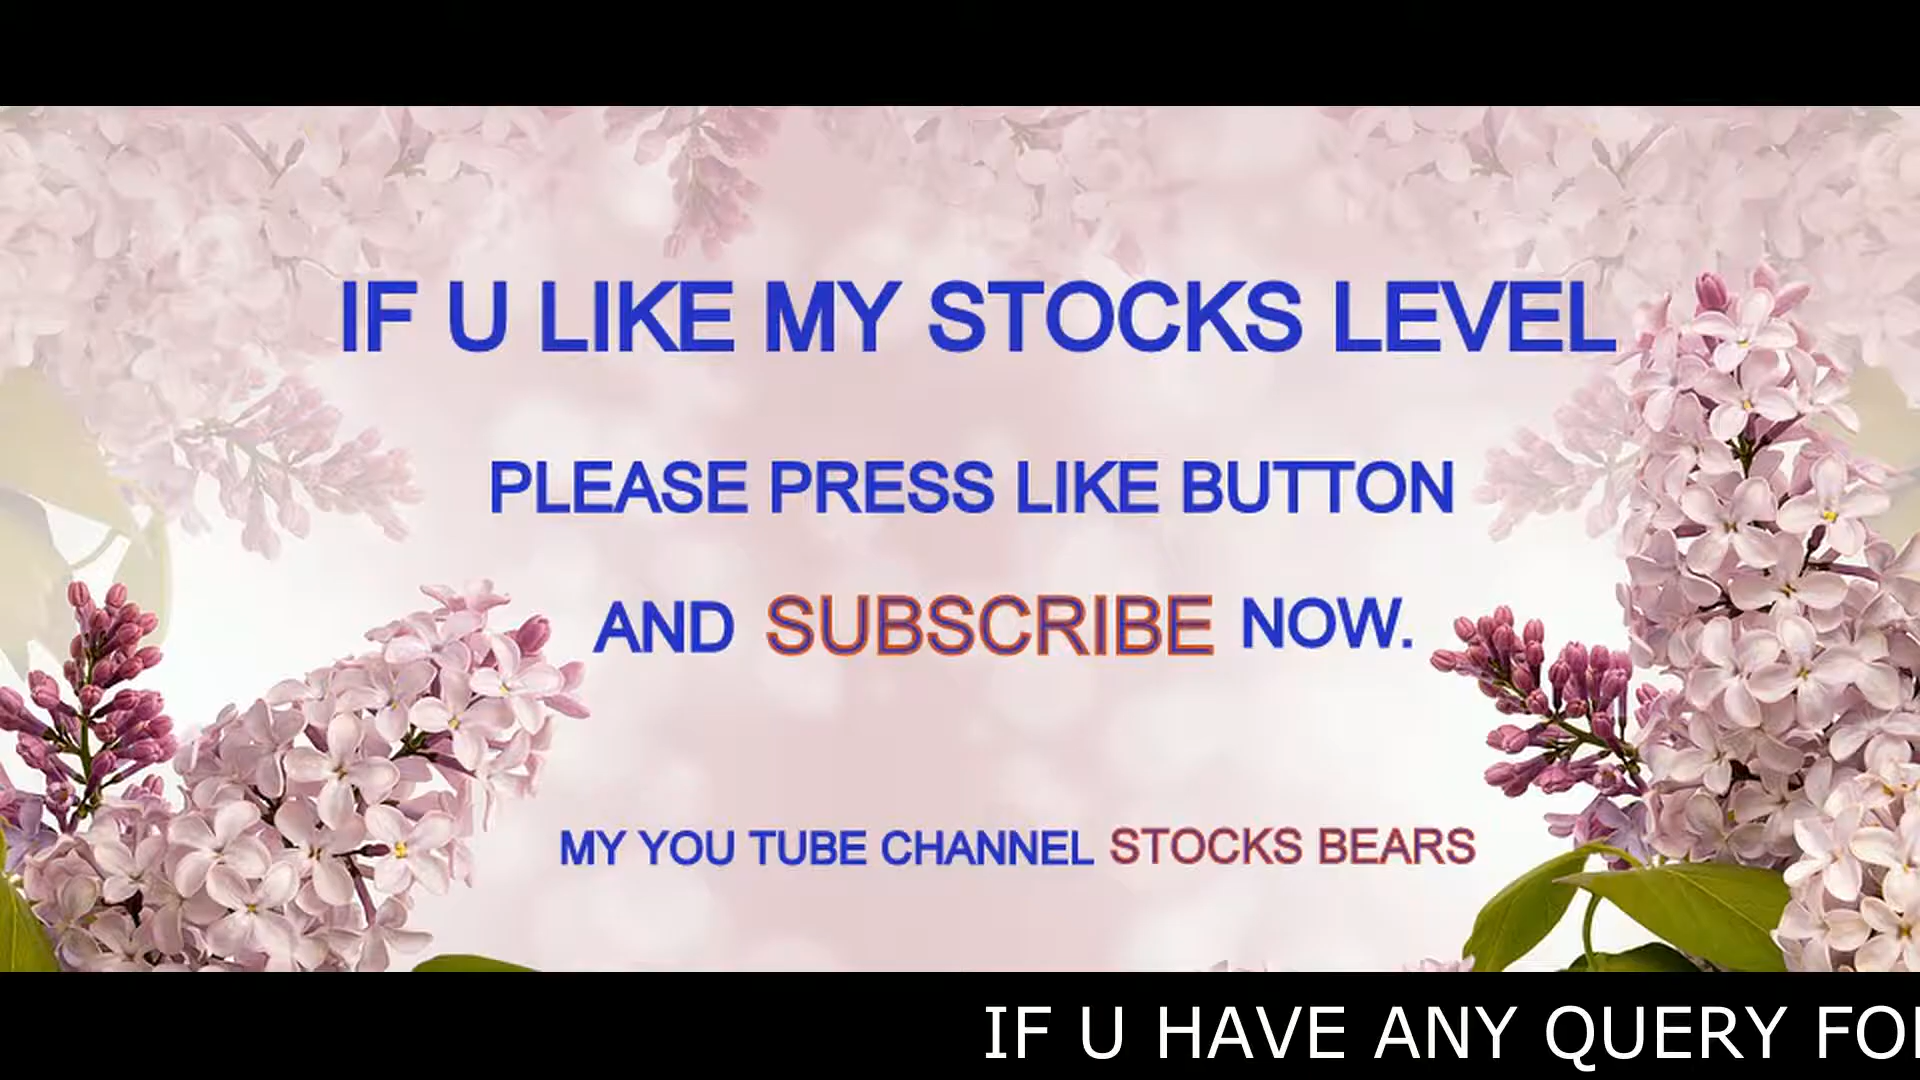 IF U LIKE MY STOCKS LEVEL
PLEASE PRESS LIKE BUTTON
AND SUBSCRIBE NOW.
MY YOU TUBE CHANNEL STOCKS BEARS
IF U HAVE ANY QUERY